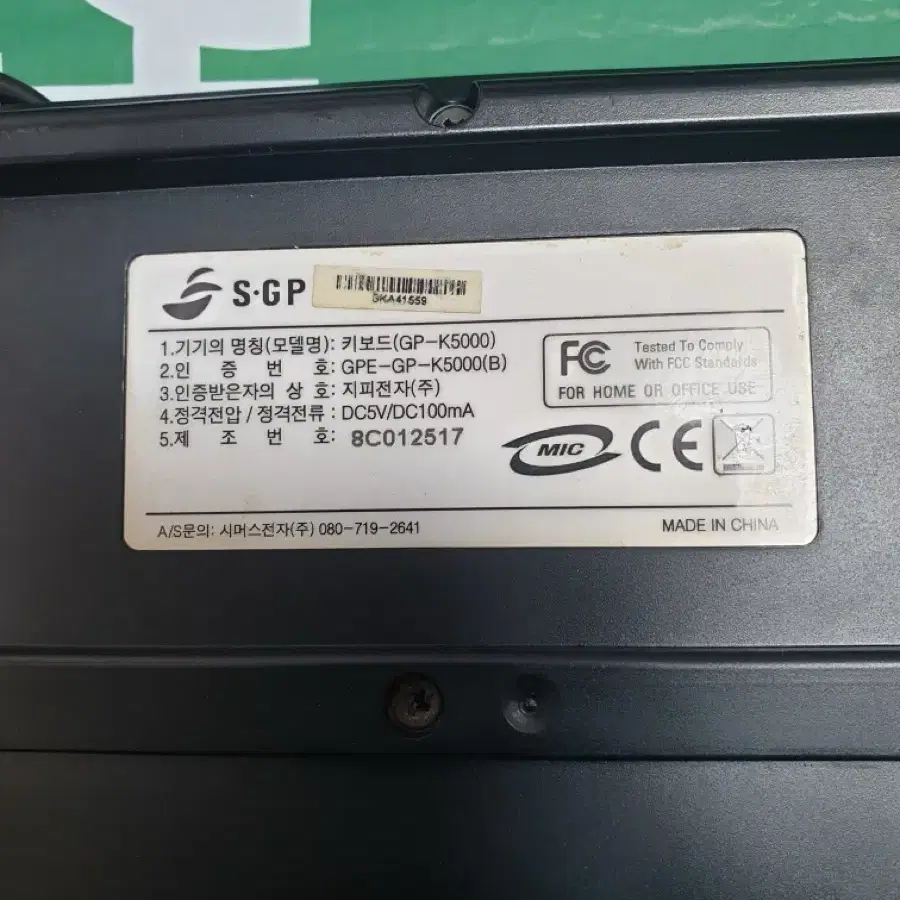 S·GP
SKA41559
1.기기의 명칭(모델명): 키보드(GP-K5000)
2.인 증 번 호: GPE-GP-K5000(B)
3.인증받은자의 상 호: 지피전자(주)
4.정격전압 / 정격전류 : DC5V/DC100mA
5.제 조 번 호: 8C012517
FC Tested To Comply
With FCC Standards
FOR HOME OR OFFICE USE
MIC CE
A/S문의: 시머스전자(주) 080-719-2641
MADE IN CHINA